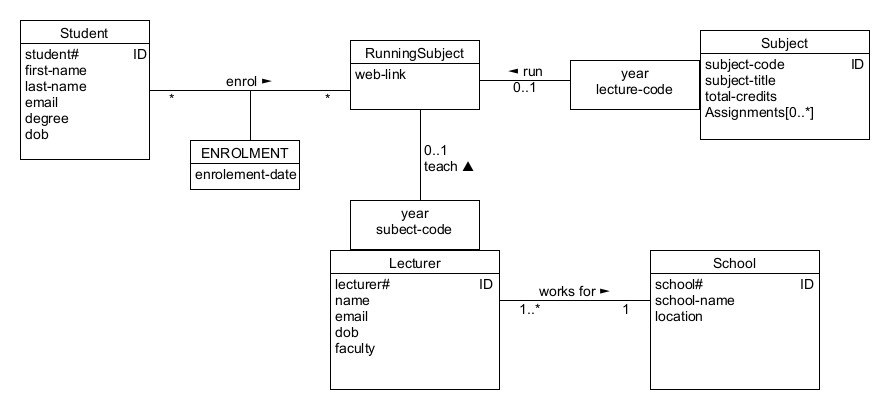 Student
student# ID
first-name
last-name
email
degree
dob
enrol ►
*
*
ENROLMENT
enrolement-date
RunningSubject
web-link
◄ run
0..1
year
lecture-code
Subject
subject-code ID
subject-title
total-credits
Assignments[0..*]
0..1
teach ▲
year
subect-code
Lecturer
lecturer# ID
name
email
dob
faculty
works for ►
1..*
1
School
school# ID
school-name
location